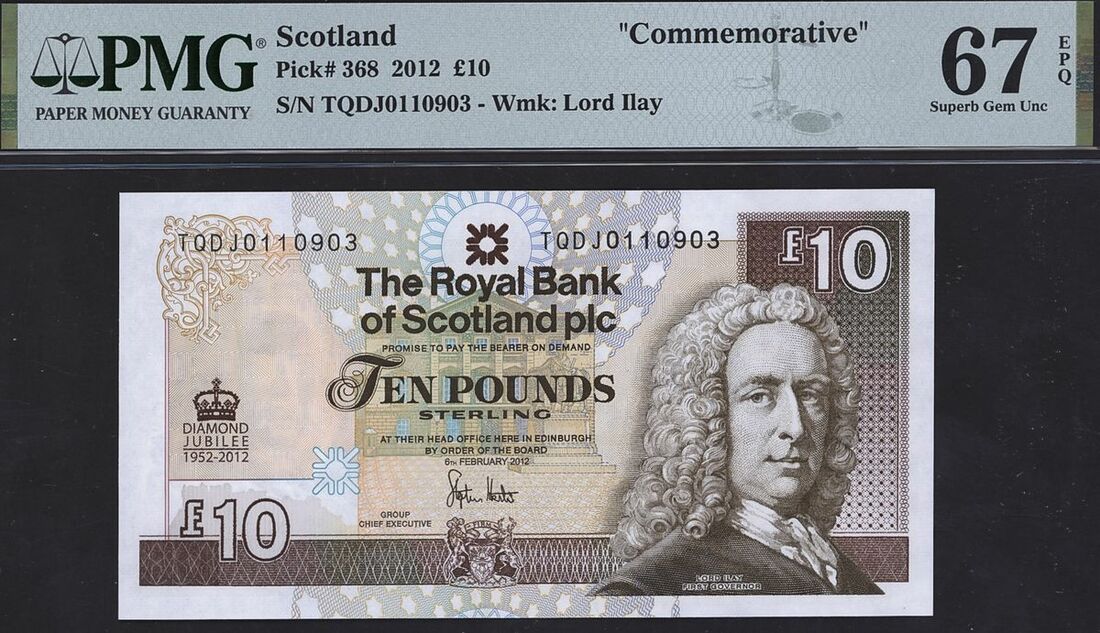 PMG®
PAPER MONEY GUARANTY
Scotland
Pick# 368 2012 £10
S/N TQDJ0110903 - Wmk: Lord Ilay
"Commemorative"
67
EPQ
Superb Gem Unc
TQDJ0110903
TQDJ0110903
£10
The Royal Bank
of Scotland plc
PROMISE TO PAY THE BEARER ON DEMAND
TEN POUNDS
STERLING
AT THEIR HEAD OFFICE HERE IN EDINBURGH
BY ORDER OF THE BOARD
6TH FEBRUARY 2012
DIAMOND
JUBILEE
1952-2012
£10
GROUP
CHIEF EXECUTIVE
FIRM
LORD ILAY
FIRST GOVERNOR